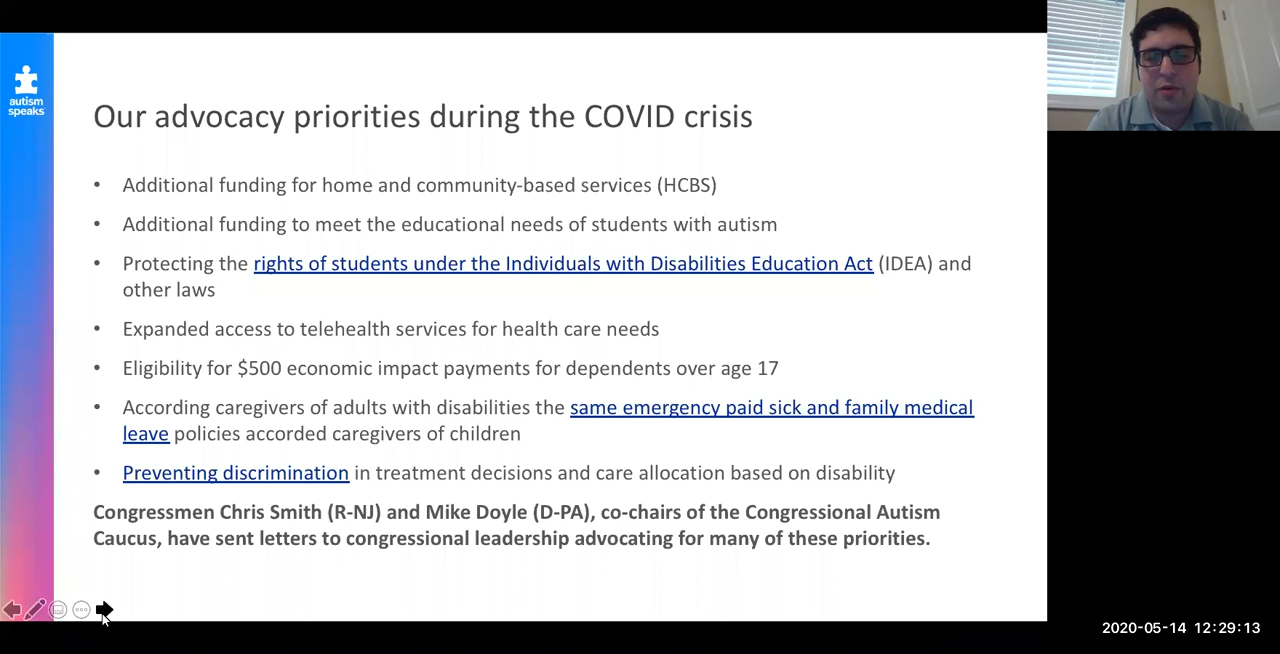 autism
speaks
Our advocacy priorities during the COVID crisis
• Additional funding for home and community-based services (HCBS)
• Additional funding to meet the educational needs of students with autism
• Protecting the rights of students under the Individuals with Disabilities Education Act (IDEA) and
other laws
• Expanded access to telehealth services for health care needs
• Eligibility for $500 economic impact payments for dependents over age 17
• According caregivers of adults with disabilities the same emergency paid sick and family medical
leave policies accorded caregivers of children
• Preventing discrimination in treatment decisions and care allocation based on disability
Congressmen Chris Smith (R-NJ) and Mike Doyle (D-PA), co-chairs of the Congressional Autism
Caucus, have sent letters to congressional leadership advocating for many of these priorities.
2020-05-14 12:29:13